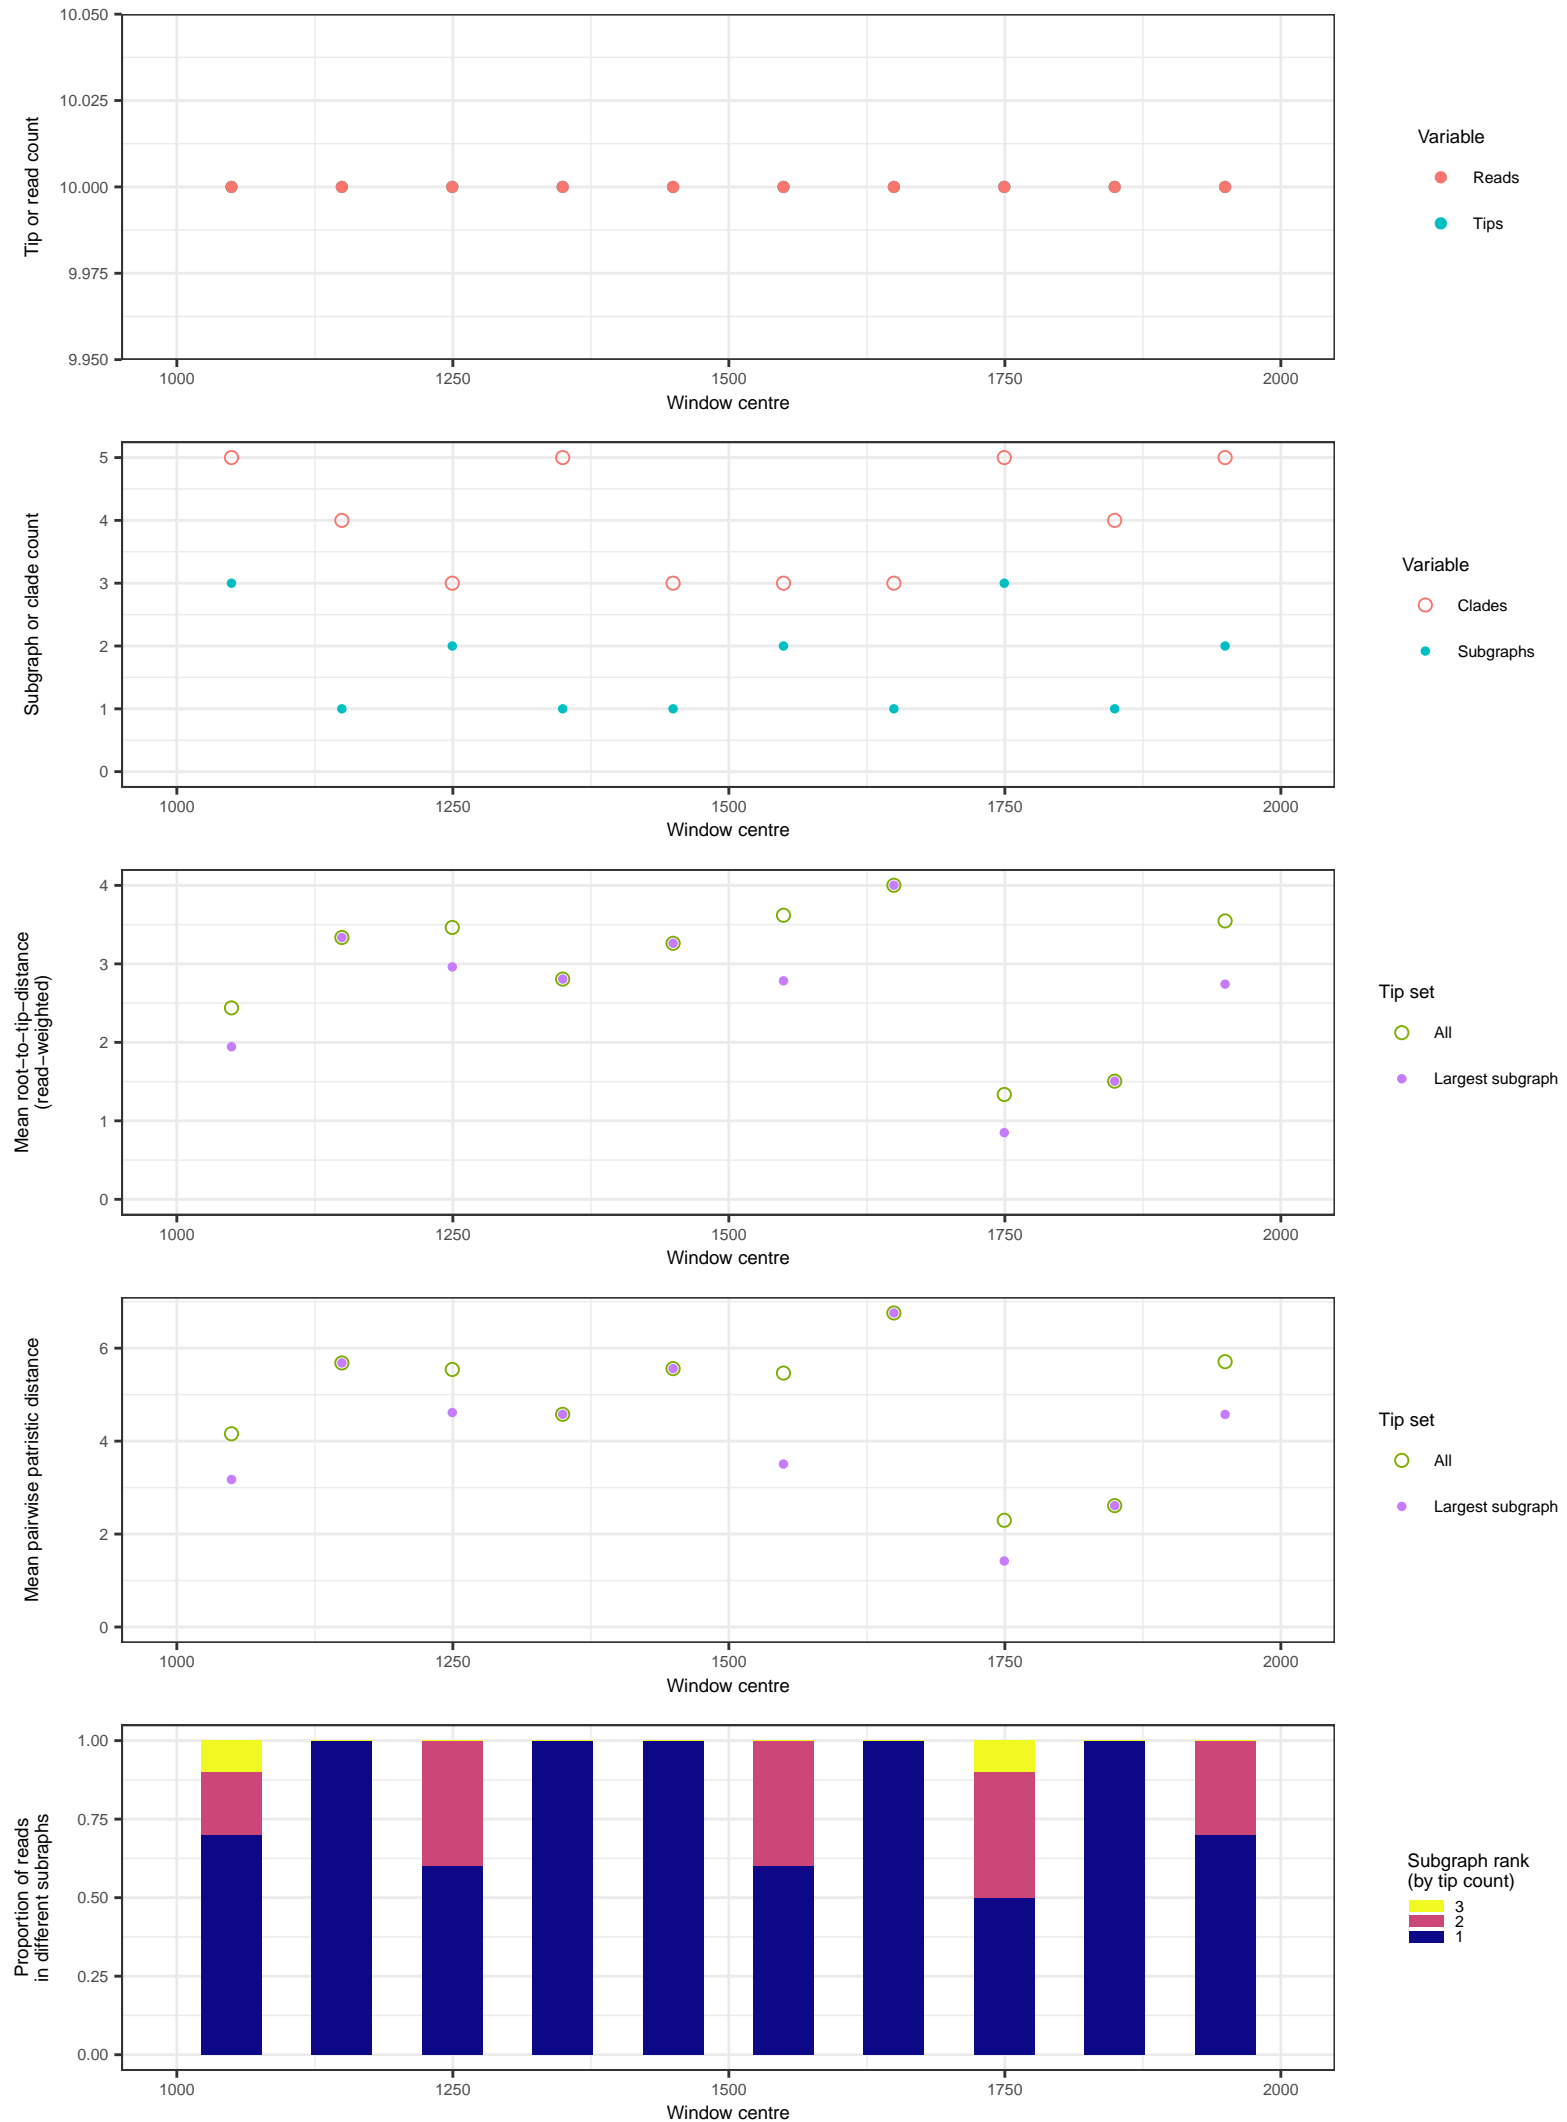 10.050
10.025
10.000
9.975
9.950
Tip or read count
1000 1250 1500 1750 2000
Window centre
Variable
Reads
Tips
5
4
3
2
1
0
Subgraph or clade count
1000 1250 1500 1750 2000
Window centre
Variable
Clades
Subgraphs
4
3
2
1
0
Mean root−to−tip−distance
(read−weighted)
1000 1250 1500 1750 2000
Window centre
Tip set
All
Largest subgraph
6
4
2
0
Mean pairwise patristic distance
1000 1250 1500 1750 2000
Window centre
Tip set
All
Largest subgraph
1.00
0.75
0.50
0.25
0.00
Proportion of reads
in different subraphs
1000 1250 1500 1750 2000
Window centre
Subgraph rank
(by tip count)
3
2
1